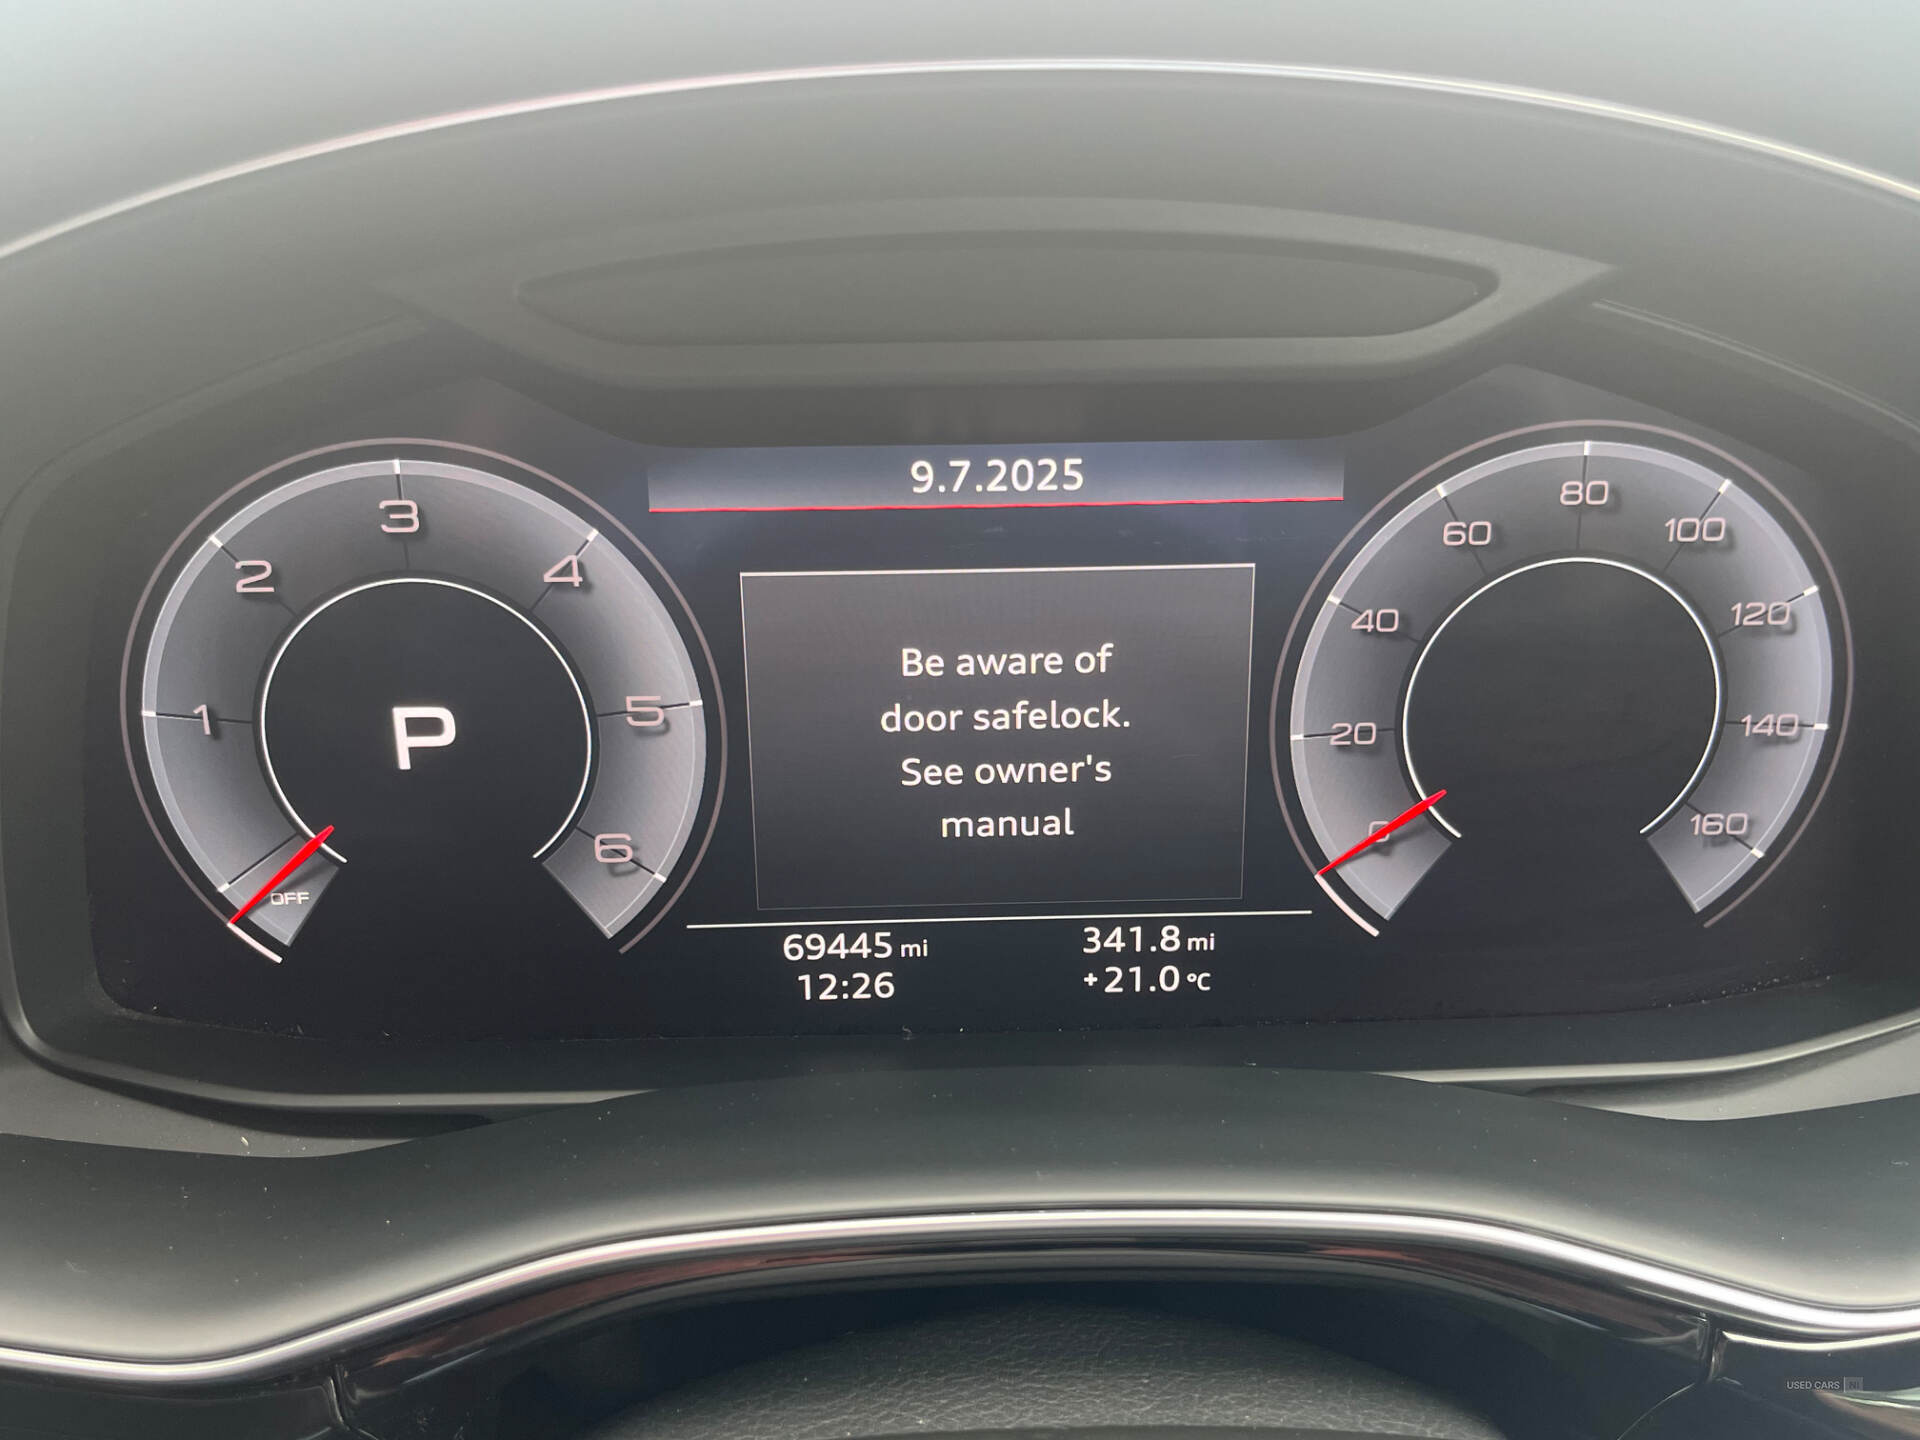 9.7.2025
3
2
4
1
5
P
6
OFF
Be aware of
door safelock.
See owner's
manual
80
60
100
40
120
20
140
0
160
69445 mi
341.8 mi
12:26
+21.0 °C
USED CARS NI